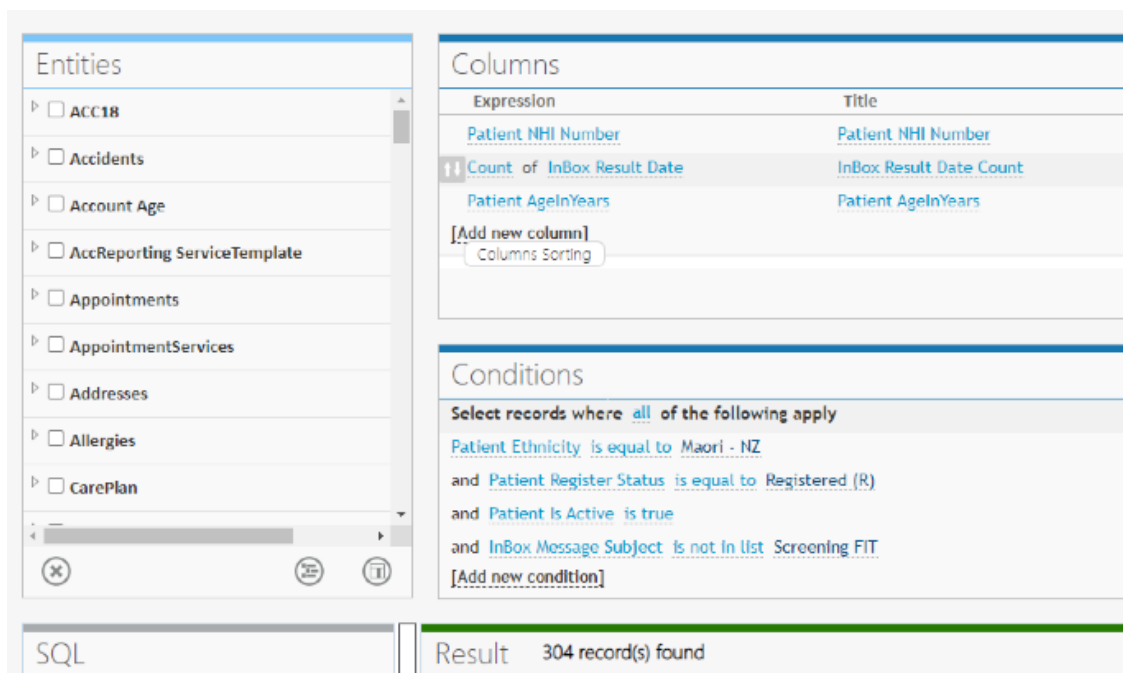 Entities
ACC18
Accidents
Account Age
AccReporting ServiceTemplate
Appointments
AppointmentServices
Addresses
Allergies
CarePlan
Columns
Expression Title
Patient NHI Number Patient NHI Number
Count of InBox Result Date InBox Result Date Count
Patient AgeInYears Patient AgeInYears
[Add new column]
Columns Sorting
Conditions
Select records where all of the following apply
Patient Ethnicity is equal to Maori - NZ
and Patient Register Status is equal to Registered (R)
and Patient Is Active is true
and InBox Message Subject is not in list Screening FIT
[Add new condition]
SQL
Result 304 record(s) found